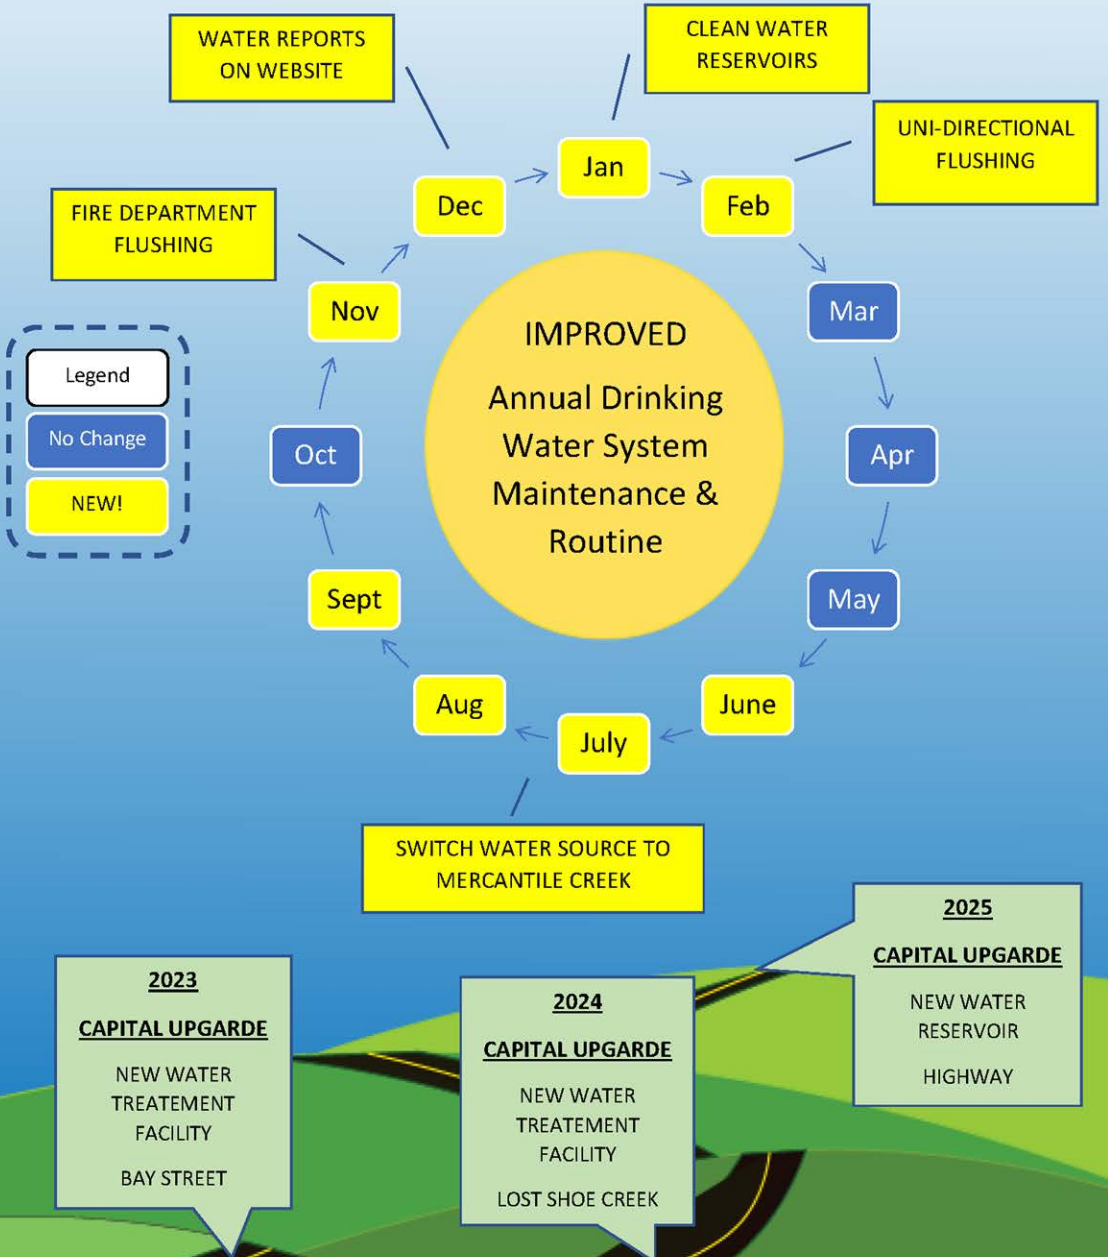 WATER REPORTS
ON WEBSITE
CLEAN WATER
RESERVOIRS
UNI-DIRECTIONAL
FLUSHING
FIRE DEPARTMENT
FLUSHING
Jan
Feb
Mar
Apr
May
June
July
Aug
Sept
Oct
Nov
Dec
IMPROVED
Annual Drinking
Water System
Maintenance &
Routine
Legend
No Change
NEW!
SWITCH WATER SOURCE TO
MERCANTILE CREEK
2023
CAPITAL UPGARDE
NEW WATER
TREATEMENT
FACILITY
BAY STREET
2024
CAPITAL UPGARDE
NEW WATER
TREATEMENT
FACILITY
LOST SHOE CREEK
2025
CAPITAL UPGARDE
NEW WATER
RESERVOIR
HIGHWAY